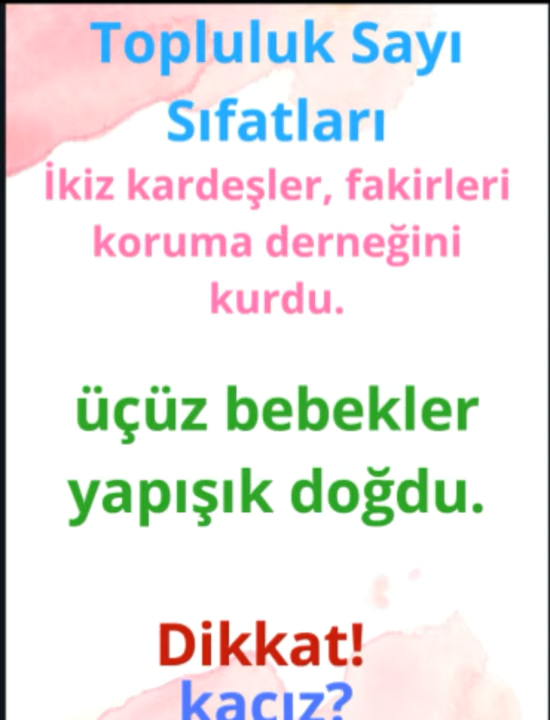 Topluluk Sayı
Sıfatları
İkiz kardeşler, fakirleri
koruma derneğini
kurdu.
üçüz bebekler
yapışık doğdu.
Dikkat!
kaçız?